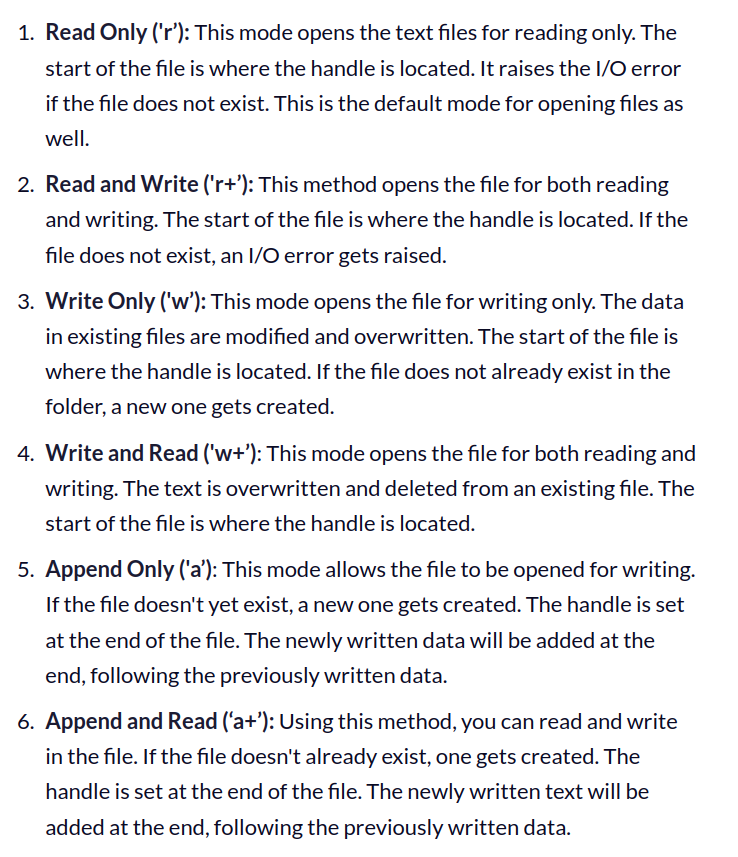 1. Read Only ('r’): This mode opens the text files for reading only. The
start of the file is where the handle is located. It raises the I/O error
if the file does not exist. This is the default mode for opening files as
well.
2. Read and Write ('r+’): This method opens the file for both reading
and writing. The start of the file is where the handle is located. If the
file does not exist, an I/O error gets raised.
3. Write Only ('w’): This mode opens the file for writing only. The data
in existing files are modified and overwritten. The start of the file is
where the handle is located. If the file does not already exist in the
folder, a new one gets created.
4. Write and Read ('w+’): This mode opens the file for both reading and
writing. The text is overwritten and deleted from an existing file. The
start of the file is where the handle is located.
5. Append Only ('a’): This mode allows the file to be opened for writing.
If the file doesn't yet exist, a new one gets created. The handle is set
at the end of the file. The newly written data will be added at the
end, following the previously written data.
6. Append and Read (‘a+’): Using this method, you can read and write
in the file. If the file doesn't already exist, one gets created. The
handle is set at the end of the file. The newly written text will be
added at the end, following the previously written data.